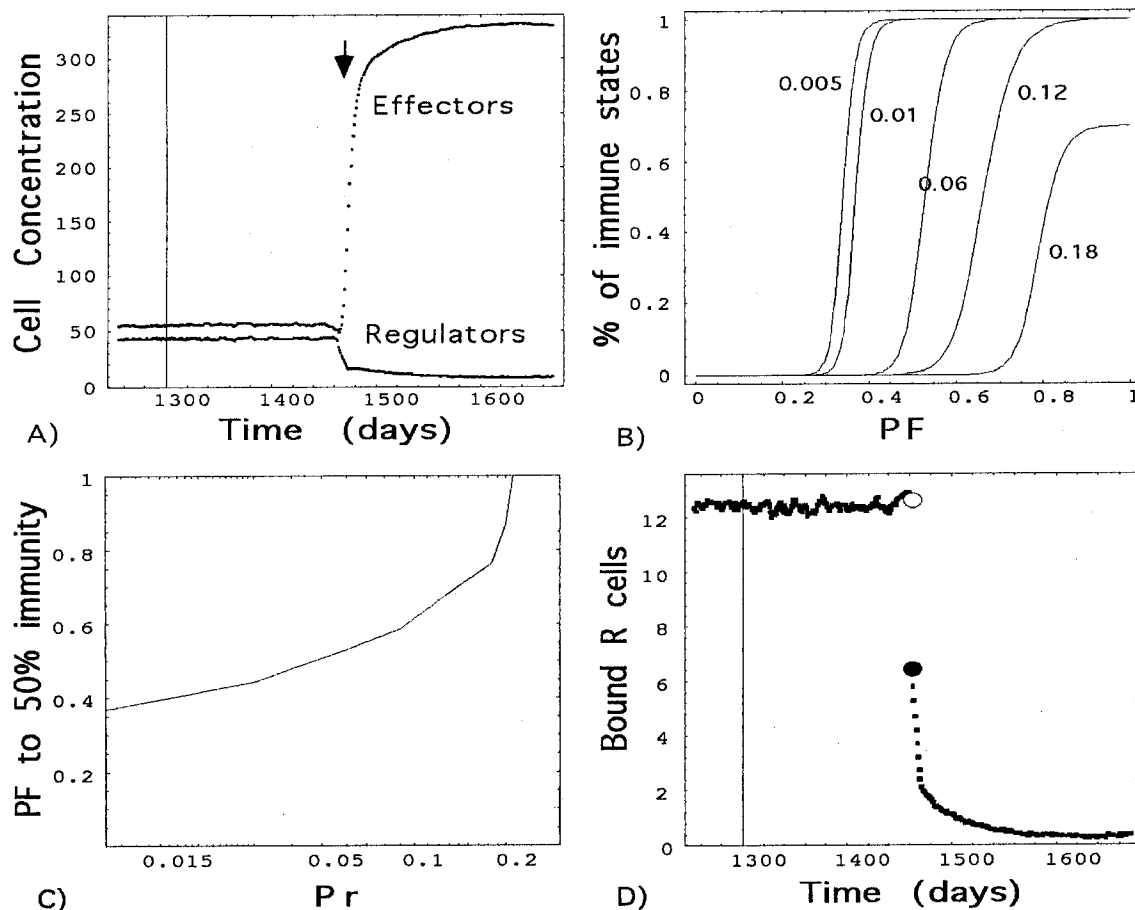 Cell Concentration
300
250
200
150
100
50
0
Effectors
Regulators
1300 1400 1500 1600
A) Time (days)
% of immune states
1
0.8
0.6
0.4
0.2
0
0.005
0.01
0.06
0.12
0.18
0 0.2 0.4 0.6 0.8 1
B) PF
PF to 50% immunity
1
0.8
0.6
0.4
0.2
0.015 0.05 0.1 0.2
C) Pr
Bound R cells
12
10
8
6
4
2
0
1300 1400 1500 1600
D) Time (days)